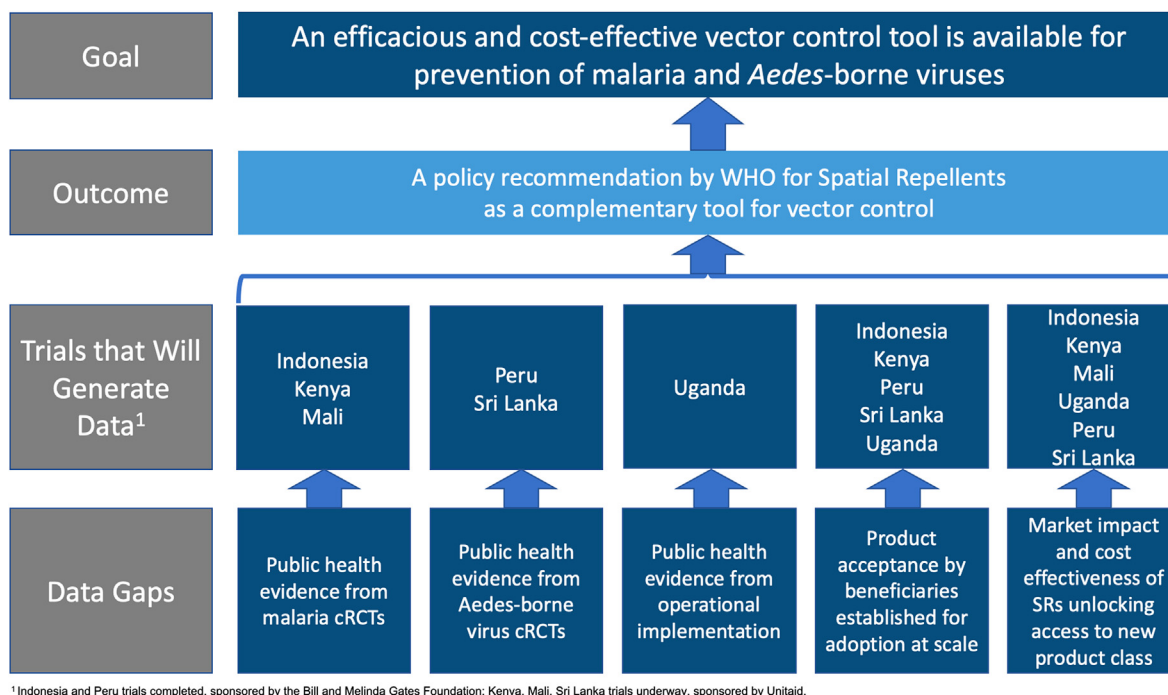 Goal
An efficacious and cost-effective vector control tool is available for
prevention of malaria and Aedes-borne viruses
Outcome
A policy recommendation by WHO for Spatial Repellents
as a complementary tool for vector control
Trials that Will
Generate
Data¹
Indonesia
Kenya
Mali
Peru
Sri Lanka
Uganda
Indonesia
Kenya
Peru
Sri Lanka
Uganda
Indonesia
Kenya
Mali
Uganda
Peru
Sri Lanka
Data Gaps
Public health
evidence from
malaria cRCTs
Public health
evidence from
Aedes-borne
virus cRCTs
Public health
evidence from
operational
implementation
Product
acceptance by
beneficiaries
established for
adoption at scale
Market impact
and cost
effectiveness of
SRs unlocking
access to new
product class
¹ Indonesia and Peru trials completed, sponsored by the Bill and Melinda Gates Foundation; Kenya, Mali, Sri Lanka trials underway, sponsored by Unitaid.